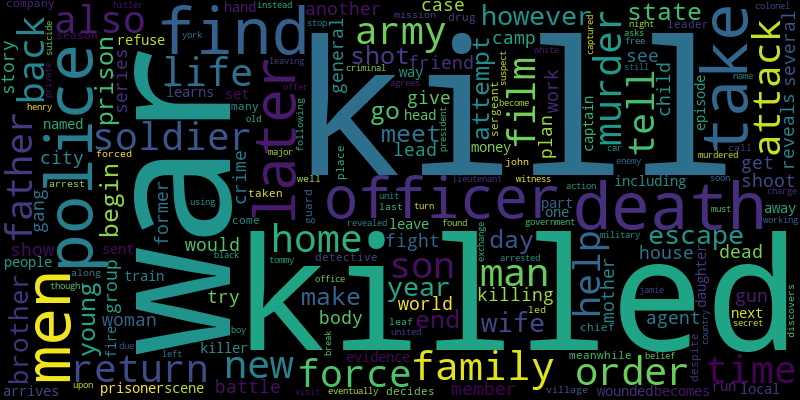 company
hitler
also
find
hand
instead
another
case
stop
mission
drug
however
state
colonel
story
back
season
suicide
refuse
prison
series
life
learns
york
leaving
army
shot
general
way
friend
camp
leader
night
asks
free
still
see
take
attack
several
reveals
private
henry
police
war
set
many
old
later
kill
criminal
agrees
offer
go
give
head
meet
lead
money
president
sergeant
become
attempt
film
plan
work
suspect
white
captain
captured
murder
tell
child
episode
car
name
call
murdered
named
city
forced
soldier
crime
following
place
well
major
john
witness
enemy
get
shoot
father
gang
arrest
begin
former
using
taken
come
guard
officer
unit
last
lieutenant
turn
action
including
part
one
death
soon
must
away
charge
working
show
people
sent
along
though
men
young
group
train
would
black
home
tommy
office
detective
revealed
leave
found
fight
government
day
exchange
arrested
military
help
mother
house
escape
dead
daughter
country
jamie
brother
woman
fire
due
try
killer
boy
make
body
leaf
united
break
son
year
world
end
man
killing
wife
led
chief
agent
despite
gun
next
secret
discovers
arrives
upon
return
prisoner
scene
left
new
battle
evidence
force
visit
eventually
decides
family
member
meanwhile
belief
order
village
wounded
becomes
run
time
local
killed